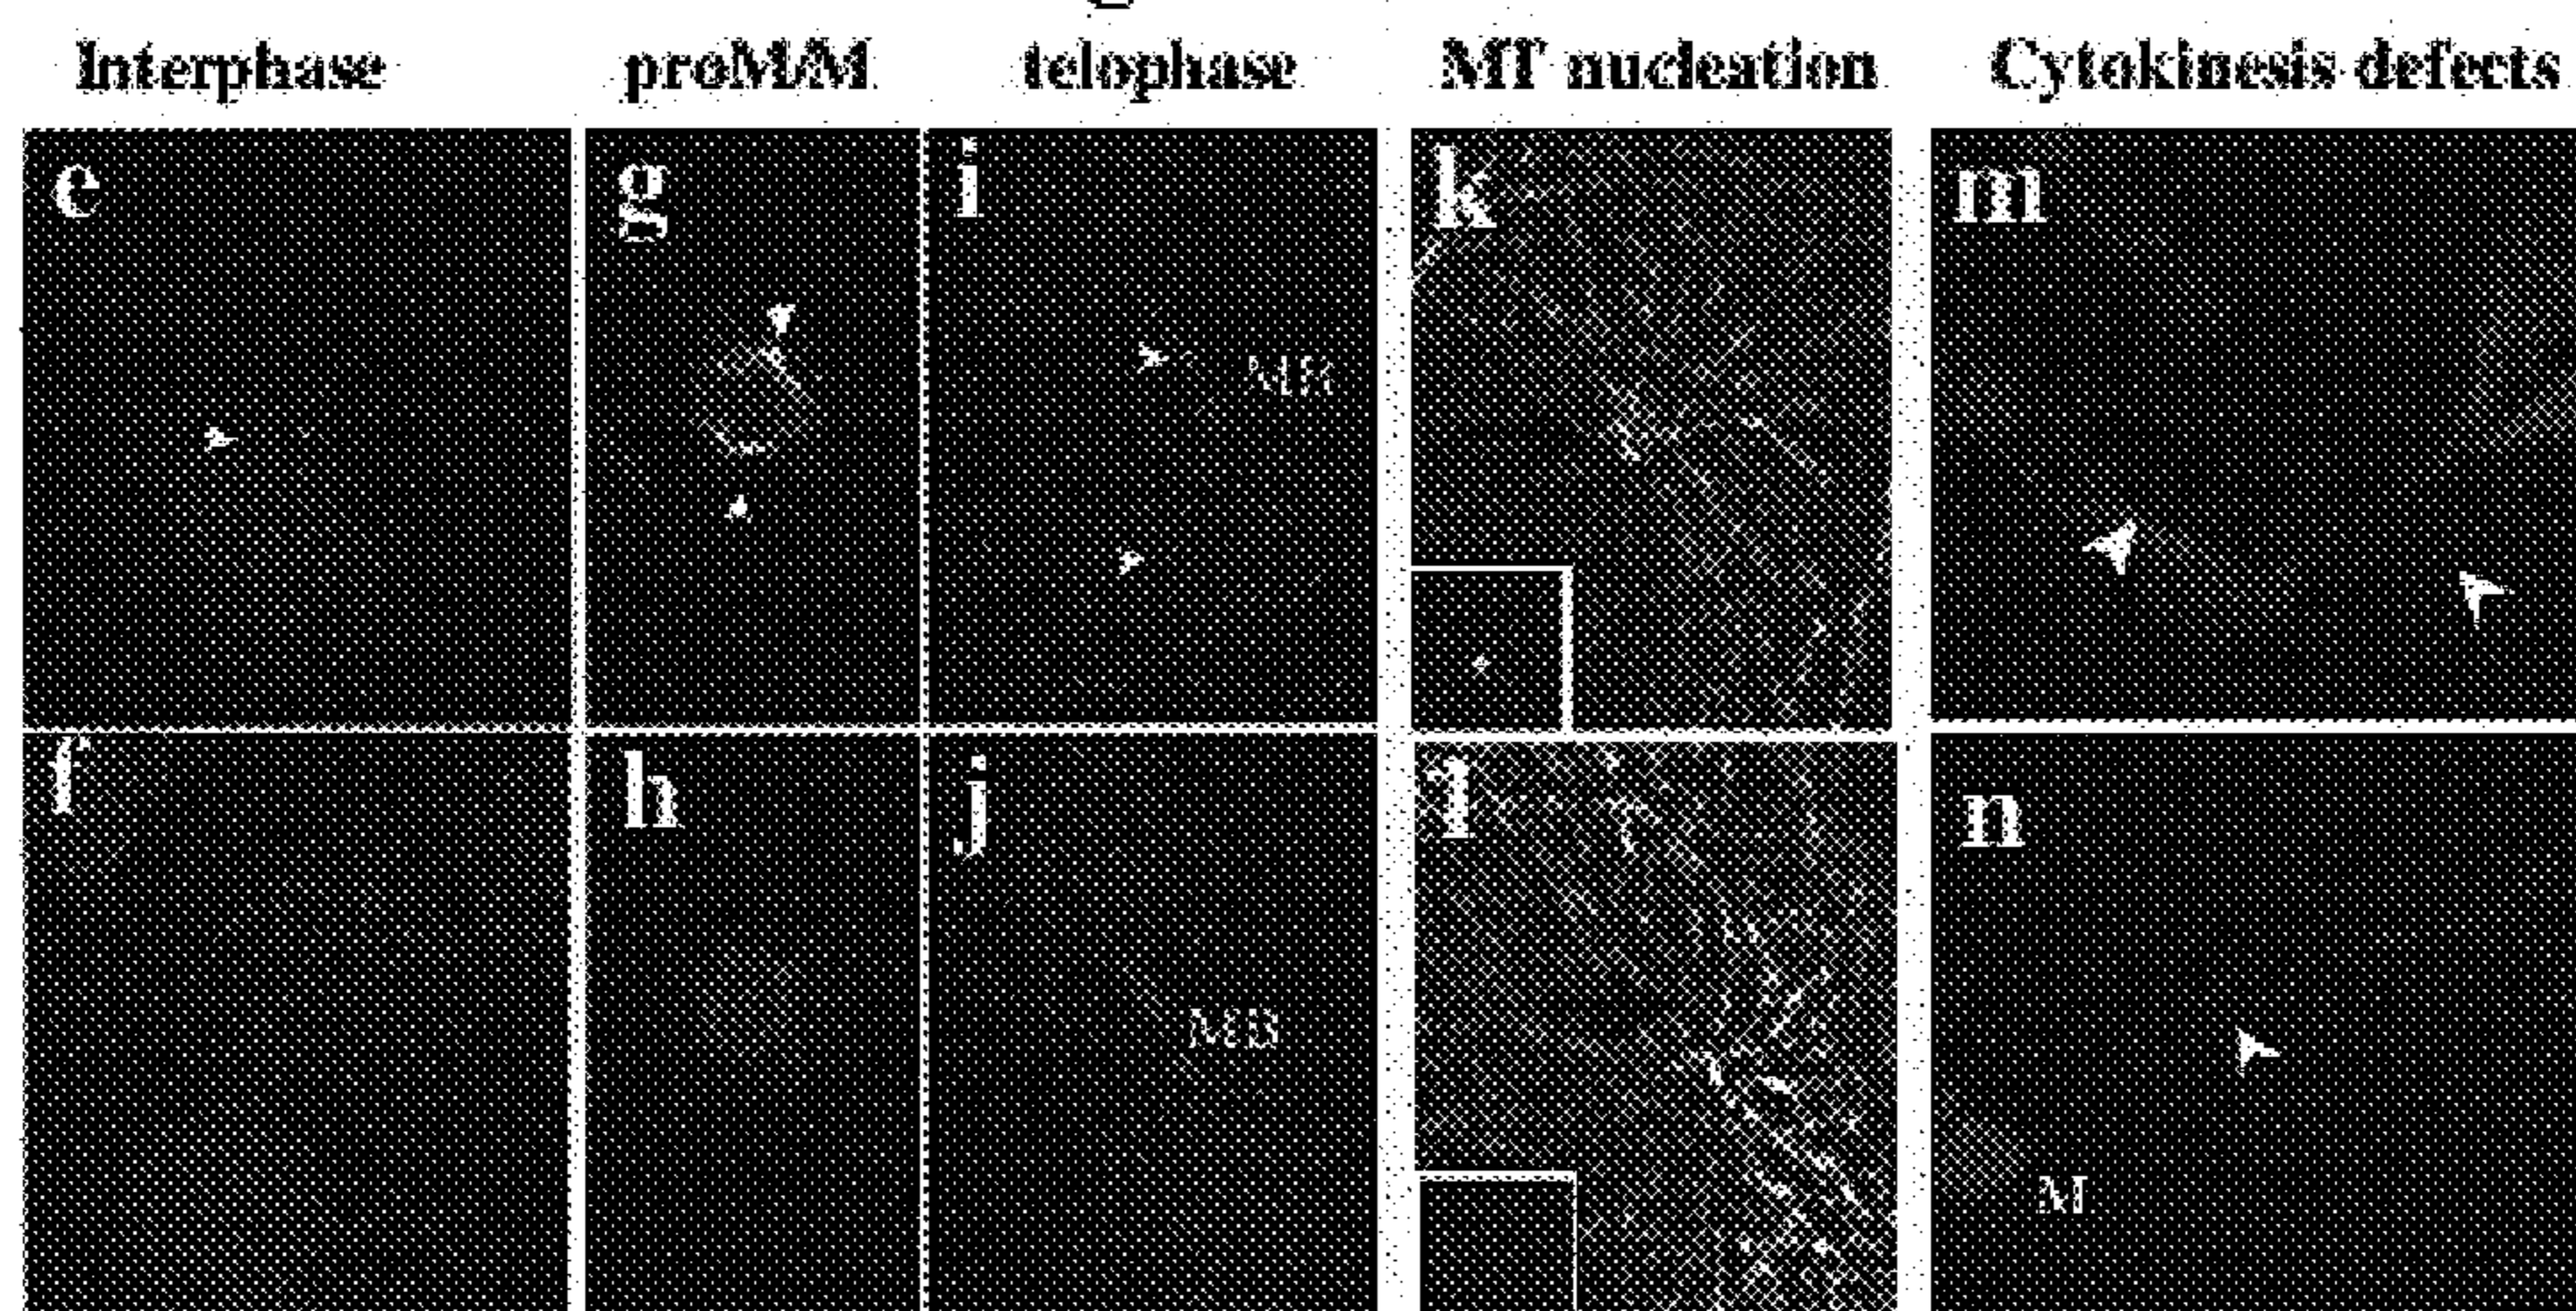 Interphase proM/M telophase MT nucleation Cytokinesis defects
e g i k m
MB
f h j l n
MB
M